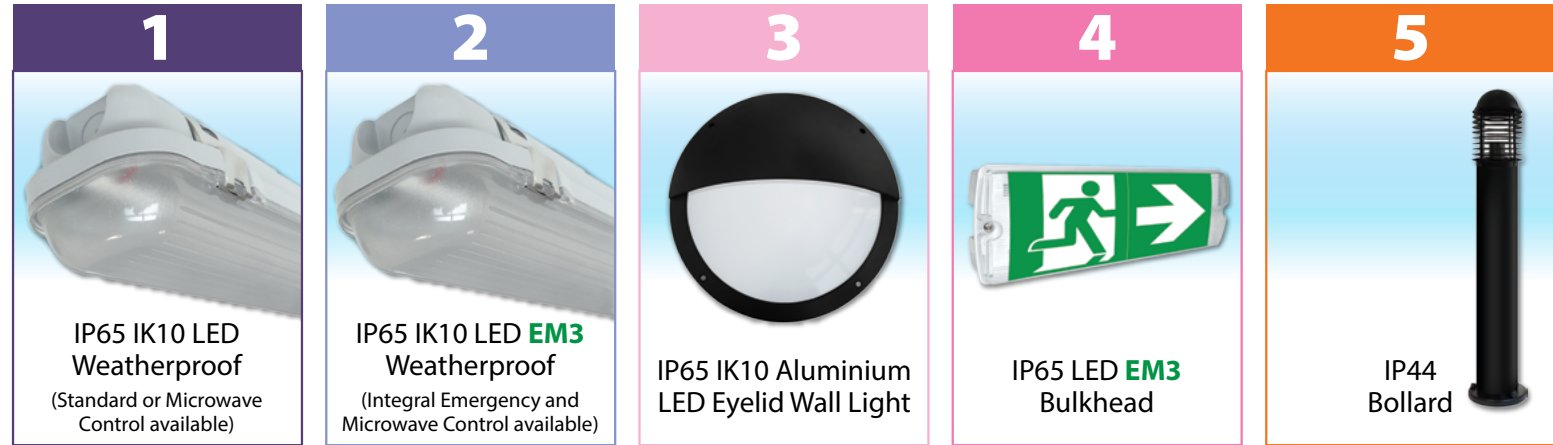 1
IP65 IK10 LED
Weatherproof
(Standard or Microwave
Control available)
2
IP65 IK10 LED EM3
Weatherproof
(Integral Emergency and
Microwave Control available)
3
IP65 IK10 Aluminium
LED Eyelid Wall Light
4
IP65 LED EM3
Bulkhead
5
IP44
Bollard